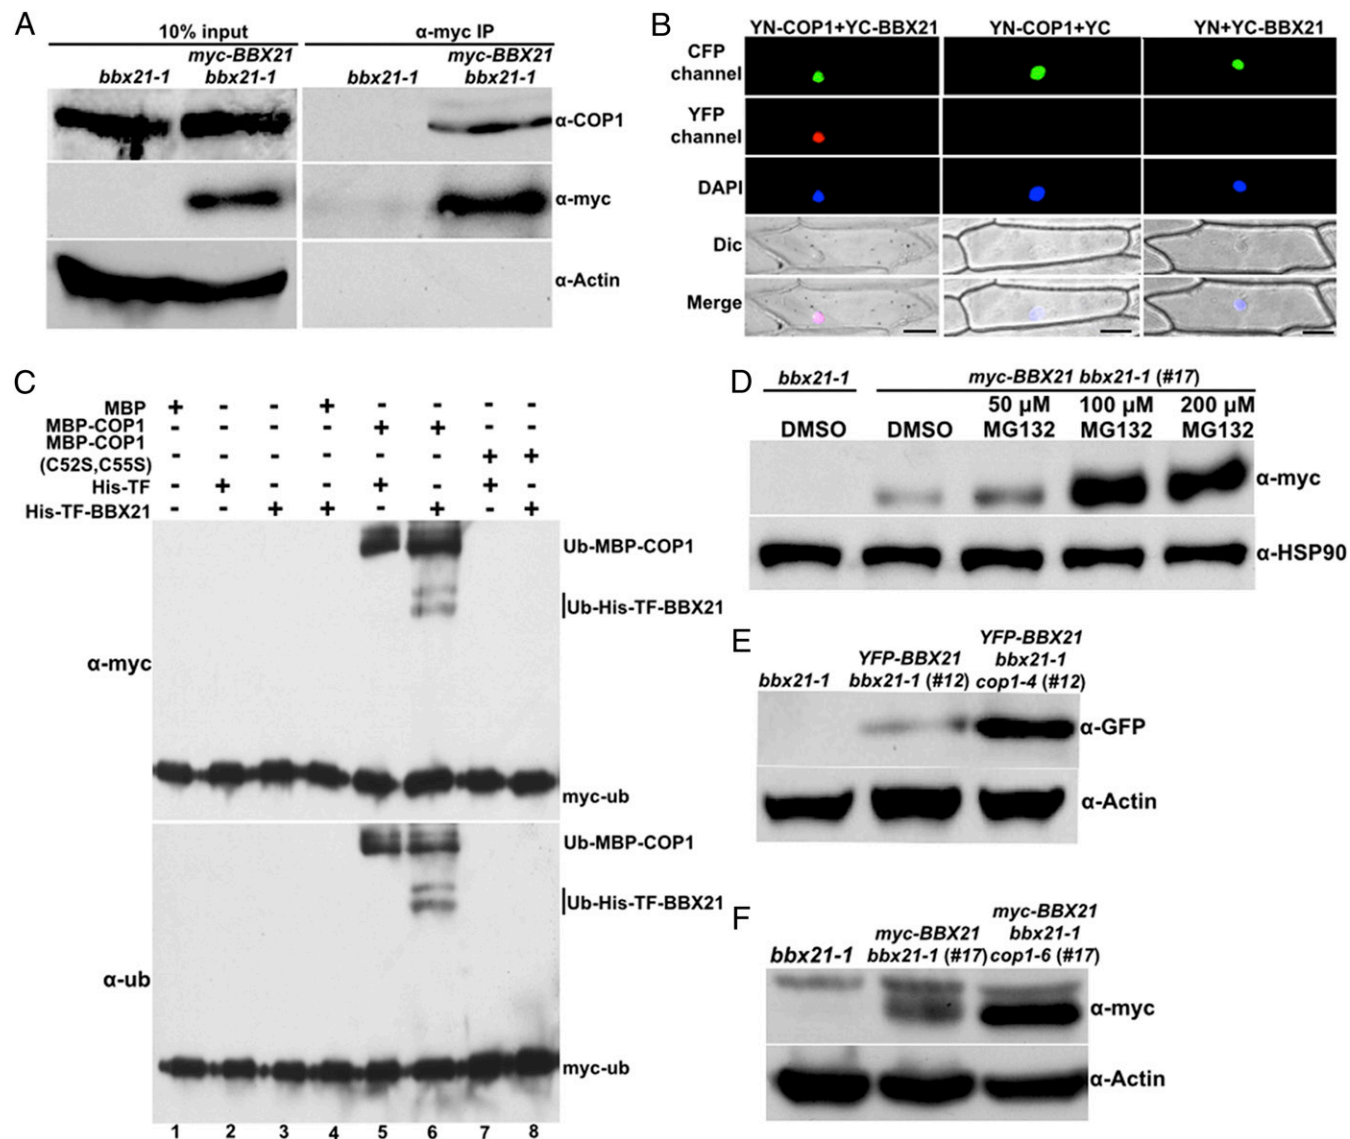 A
10% input
α-myc IP
myc-BBX21
myc-BBX21
bbx21-1
bbx21-1
bbx21-1
bbx21-1
α-COP1
α-myc
α-Actin
B
YN-COP1+YC-BBX21
YN-COP1+YC
YN+YC-BBX21
CFP
channel
YFP
channel
DAPI
Dic
Merge
C
MBP + - - + - - - -
MBP-COP1 - - - - + + - -
MBP-COP1
(C52S,C55S) - - - - - - + +
His-TF - + - - + - + -
His-TF-BBX21 - - + + - + - +
Ub-MBP-COP1
Ub-His-TF-BBX21
α-myc
myc-ub
Ub-MBP-COP1
Ub-His-TF-BBX21
α-ub
myc-ub
1 2 3 4 5 6 7 8
D
bbx21-1
myc-BBX21 bbx21-1 (#17)
DMSO
DMSO
50 μM
MG132
100 μM
MG132
200 μM
MG132
α-myc
α-HSP90
E
bbx21-1
YFP-BBX21
bbx21-1 (#12)
YFP-BBX21
bbx21-1
cop1-4 (#12)
α-GFP
α-Actin
F
bbx21-1
myc-BBX21
bbx21-1 (#17)
myc-BBX21
bbx21-1
cop1-6 (#17)
α-myc
α-Actin